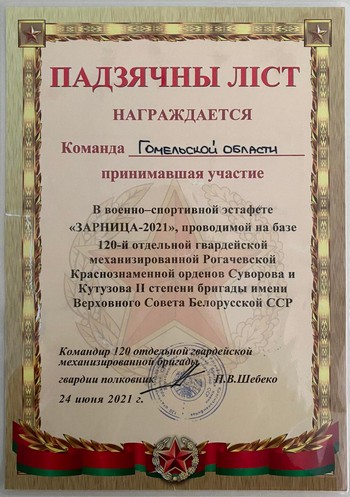 ПАДЗЯЧНЫ ЛІСТ
НАГРАЖДАЕТСЯ
Команда Гомельской области
принимавшая участие
В военно–спортивной эстафете
«ЗАРНИЦА-2021», проводимой на базе
120-й отдельной гвардейской
механизированной Рогачевской
Краснознаменной орденов Суворова и
Кутузова II степени бригады имени
Верховного Совета Белорусской ССР
Командир 120 отдельной гвардейской
механизированной бригады
гвардии полковник П.В.Шебеко
24 июня 2021 г.